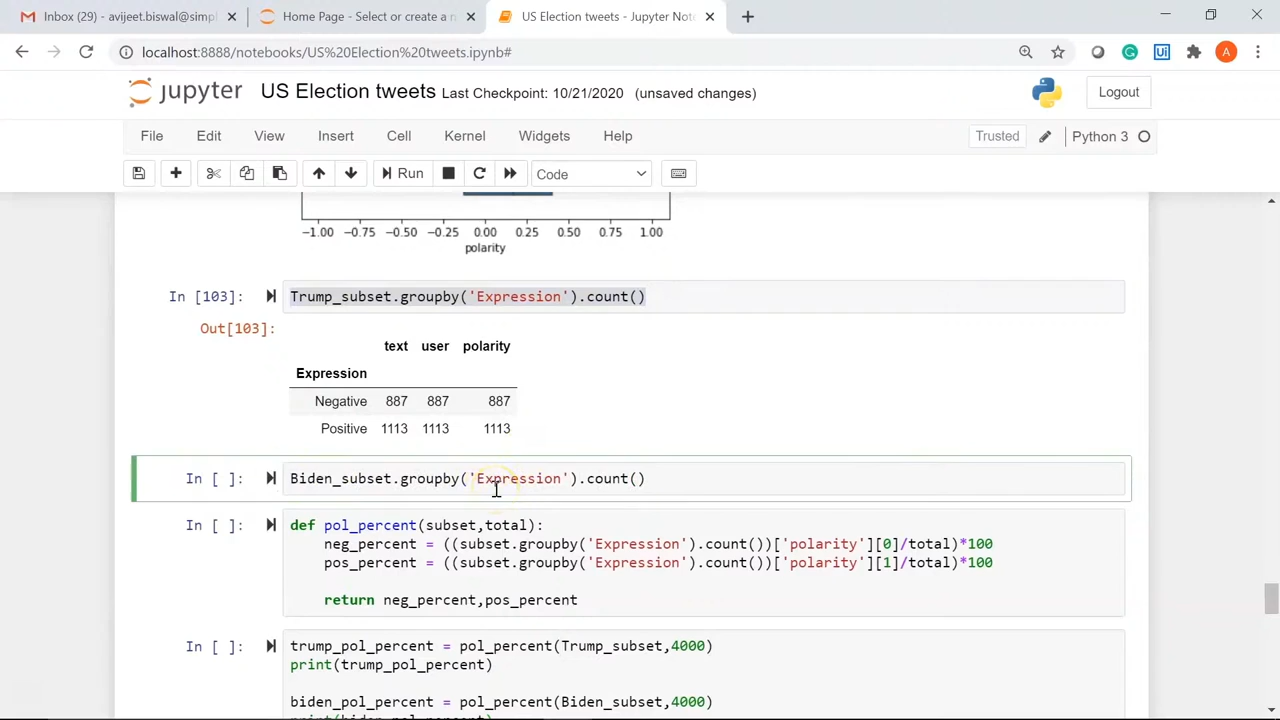 Inbox (29) - avijeet.biswal@simpl
Home Page - Select or create a n
US Election tweets - Jupyter Note
localhost:8888/notebooks/US%20Election%20tweets.ipynb#
Ui
A
jupyter US Election tweets Last Checkpoint: 10/21/2020 (unsaved changes)
Logout
File Edit View Insert Cell Kernel Widgets Help
Trusted
Python 3
Run
Code
−1.00 −0.75 −0.50 −0.25 0.00 0.25 0.50 0.75 1.00
polarity
In [103]: Trump_subset.groupby('Expression').count()
Out[103]:
text user polarity
Expression
Negative 887 887 887
Positive 1113 1113 1113
In [ ]: Biden_subset.groupby('Expression').count()
In [ ]: def pol_percent(subset,total):
neg_percent = ((subset.groupby('Expression').count())['polarity'][0]/total)*100
pos_percent = ((subset.groupby('Expression').count())['polarity'][1]/total)*100
return neg_percent,pos_percent
In [ ]: trump_pol_percent = pol_percent(Trump_subset,4000)
print(trump_pol_percent)
biden_pol_percent = pol_percent(Biden_subset,4000)
print(biden_pol_percent)